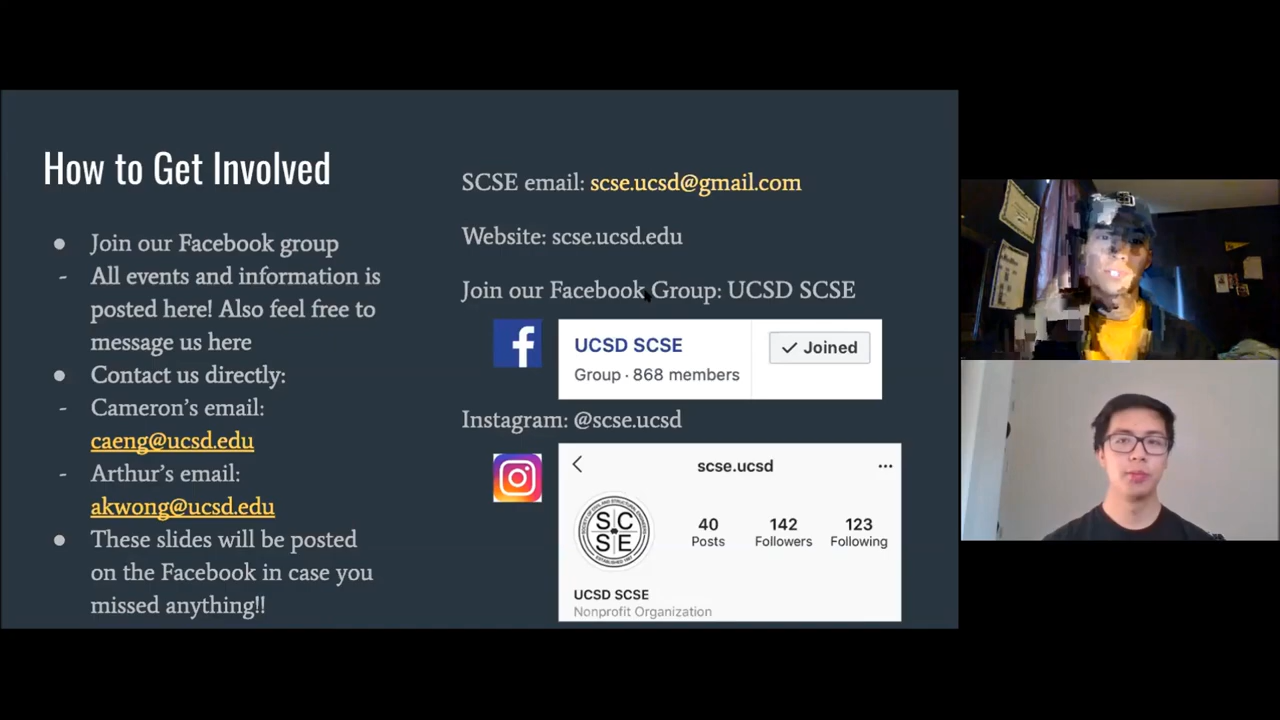 How to Get Involved
● Join our Facebook group
- All events and information is
posted here! Also feel free to
message us here
● Contact us directly:
- Cameron's email:
caeng@ucsd.edu
- Arthur's email:
akwong@ucsd.edu
● These slides will be posted
on the Facebook in case you
missed anything!!
SCSE email: scse.ucsd@gmail.com
Website: scse.ucsd.edu
Join our Facebook Group: UCSD SCSE
UCSD SCSE
Group · 868 members
✓ Joined
Instagram: @scse.ucsd
scse.ucsd
SC
SE
40 142 123
Posts Followers Following
UCSD SCSE
Nonprofit Organization